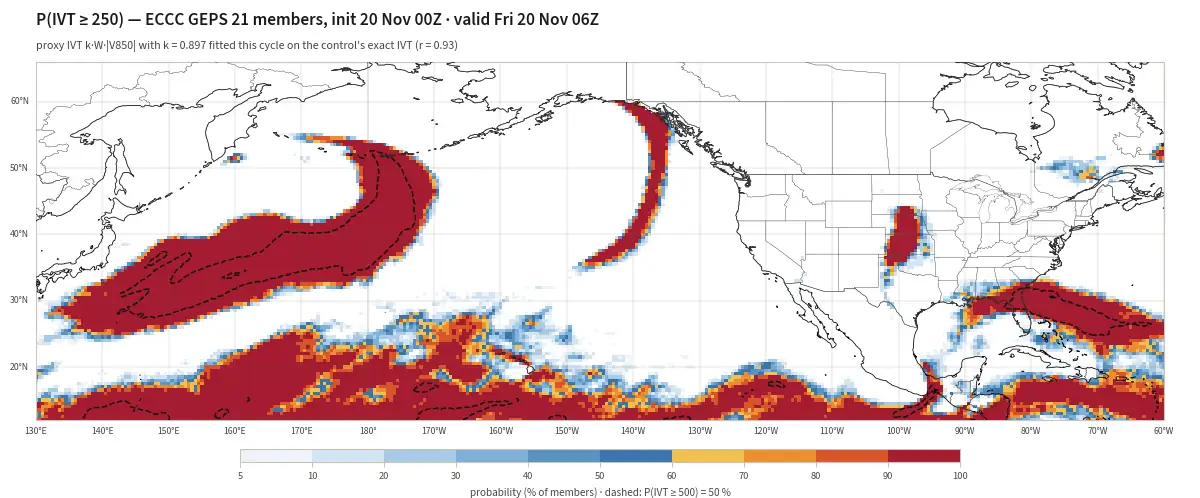 P(IVT ≥ 250) — ECCC GEPS 21 members, init 20 Nov 00Z · valid Fri 20 Nov 06Z
proxy IVT k·W·|V850| with k = 0.897 fitted this cycle on the control's exact IVT (r = 0.93)
60°N
50°N
40°N
30°N
20°N
130°E 140°E 150°E 160°E 180° 170°W 160°W 150°W 140°W 130°W 120°W 110°W 100°W 90°W 80°W 70°W 60°W
5 10 20 30 40 50 60 70 80 90 100
probability (% of members) · dashed: P(IVT ≥ 500) = 50 %